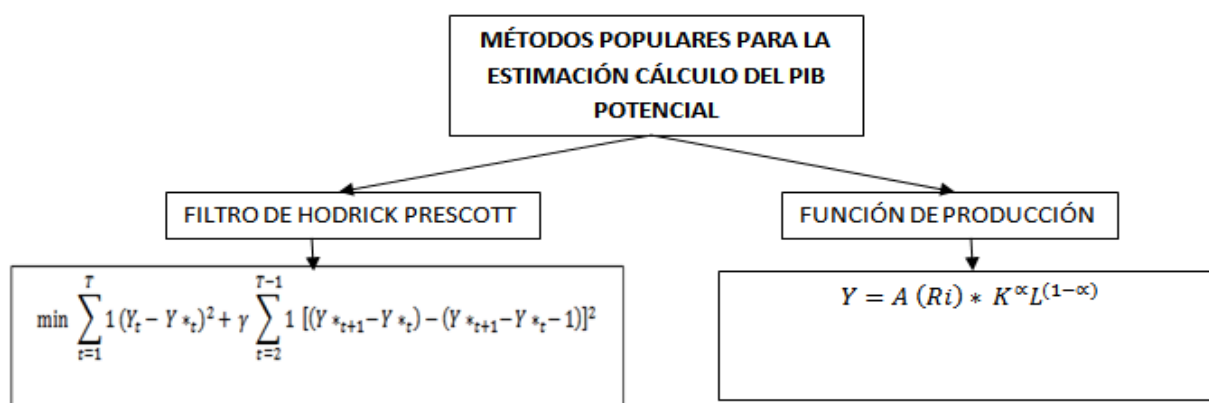 MÉTODOS POPULARES PARA LA
ESTIMACIÓN CÁLCULO DEL PIB
POTENCIAL
FILTRO DE HODRICK PRESCOTT
FUNCIÓN DE PRODUCCIÓN
min ∑_{t=1}^{T} 1 (Y_t − Y*_t)^2 + γ ∑_{t=2}^{T−1} 1 [(Y*_{t+1} − Y*_t) − (Y*_{t+1} − Y*_t − 1)]^2
Y = A (Ri) * K^∝ L^(1−∝)